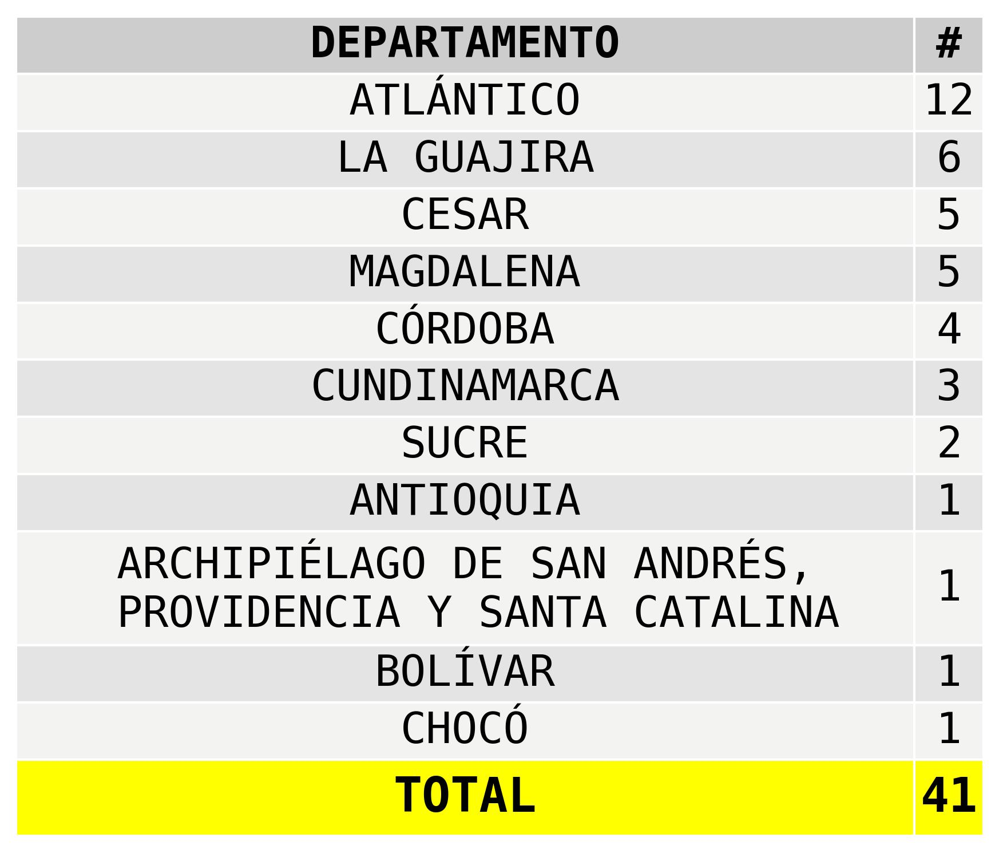 DEPARTAMENTO #
ATLÁNTICO 12
LA GUAJIRA 6
CESAR 5
MAGDALENA 5
CÓRDOBA 4
CUNDINAMARCA 3
SUCRE 2
ANTIOQUIA 1
ARCHIPIÉLAGO DE SAN ANDRÉS,
PROVIDENCIA Y SANTA CATALINA 1
BOLÍVAR 1
CHOCÓ 1
TOTAL 41